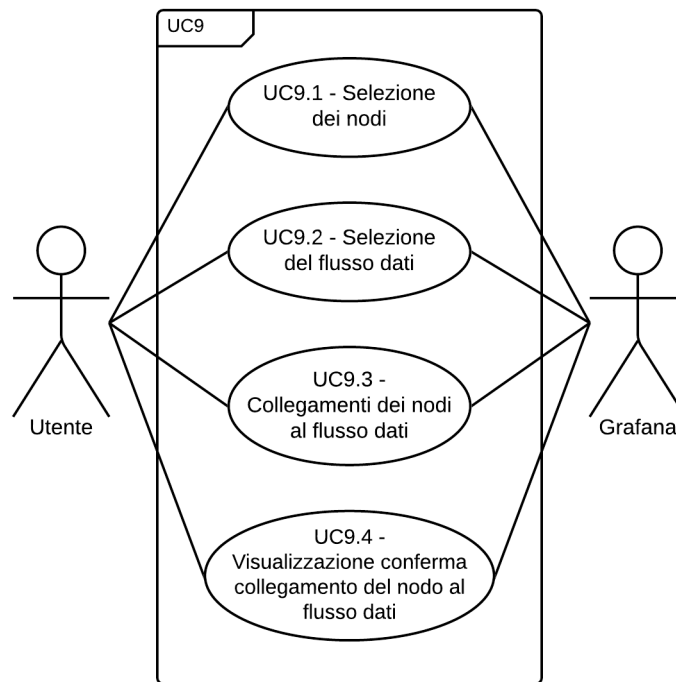 UC9
UC9.1 - Selezione
dei nodi
UC9.2 - Selezione
del flusso dati
UC9.3 -
Collegamenti dei nodi
al flusso dati
Utente
Grafana
UC9.4 -
Visualizzazione conferma
collegamento del nodo al
flusso dati